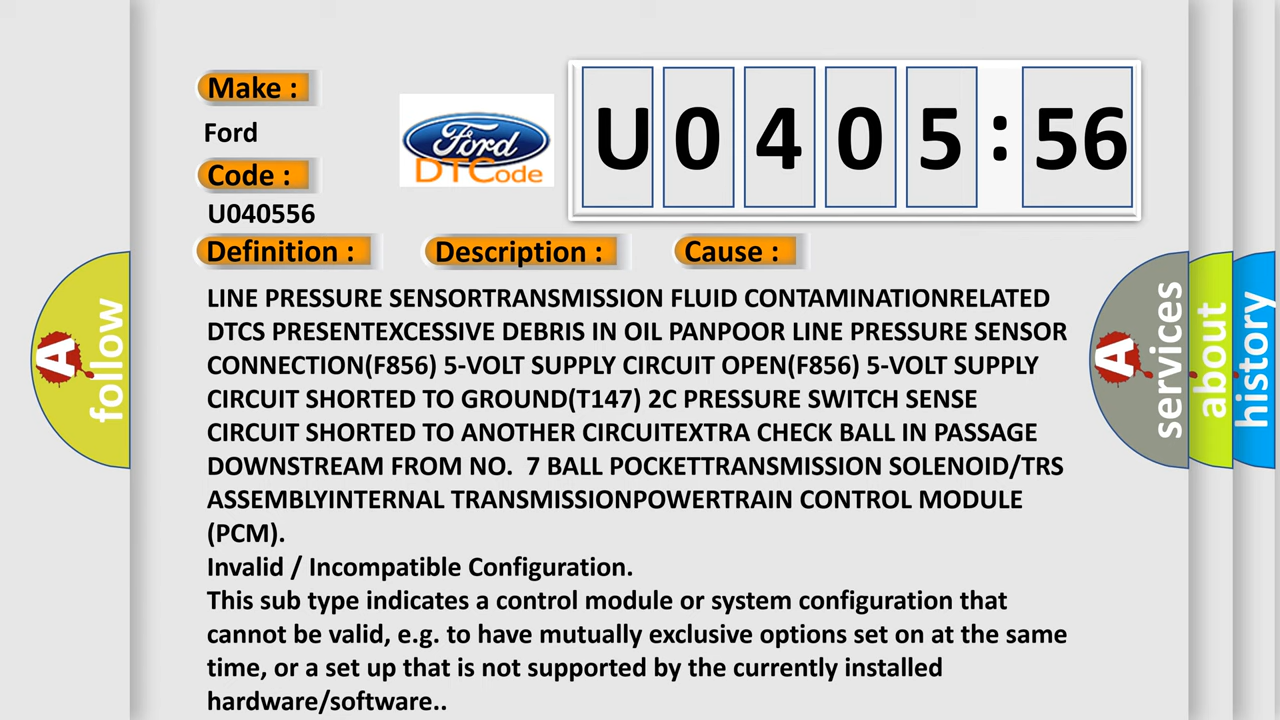 Make :
Ford
Code :
U040556
Ford
DTCode
U0405:56
Definition :
Description :
Cause :
LINE PRESSURE SENSORTRANSMISSION FLUID CONTAMINATIONRELATED
DTCS PRESENTEXCESSIVE DEBRIS IN OIL PANPOOR LINE PRESSURE SENSOR
CONNECTION(F856) 5-VOLT SUPPLY CIRCUIT OPEN(F856) 5-VOLT SUPPLY
CIRCUIT SHORTED TO GROUND(T147) 2C PRESSURE SWITCH SENSE
CIRCUIT SHORTED TO ANOTHER CIRCUITEXTRA CHECK BALL IN PASSAGE
DOWNSTREAM FROM NO.  7 BALL POCKETTRANSMISSION SOLENOID/TRS
ASSEMBLYINTERNAL TRANSMISSIONPOWERTRAIN CONTROL MODULE
(PCM).
Invalid / Incompatible Configuration.
This sub type indicates a control module or system configuration that
cannot be valid, e.g. to have mutually exclusive options set on at the same
time, or a set up that is not supported by the currently installed
hardware/software..
A
follow
A
services
about
history